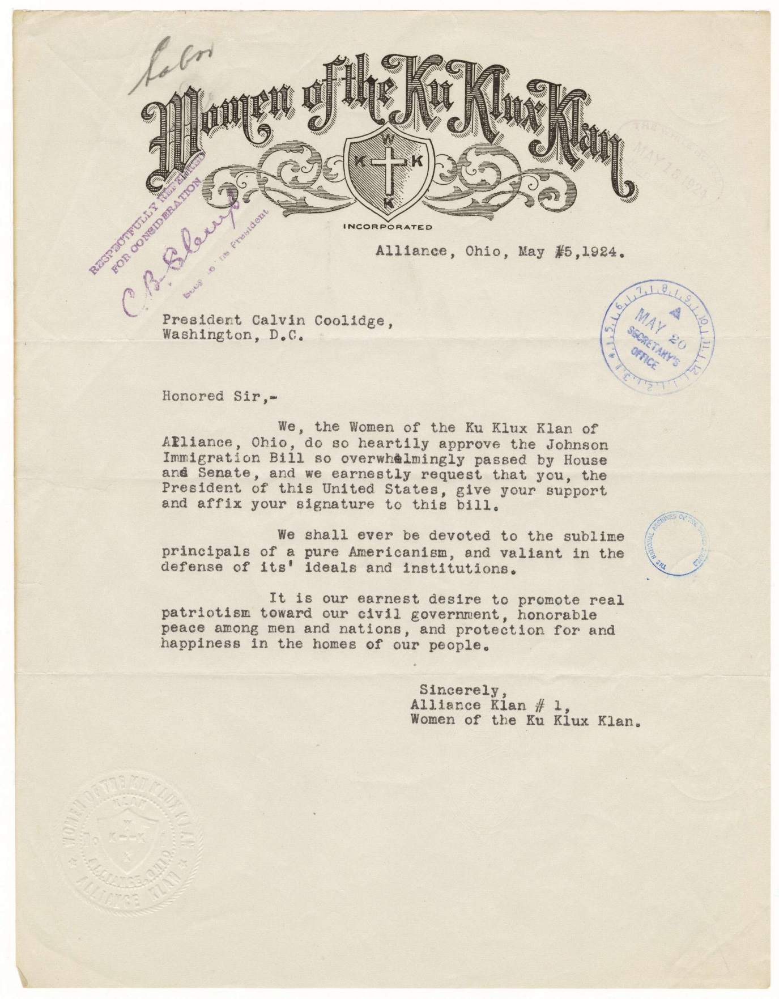 Labor
Women of the Ku Klux Klan
W
K K
K
INCORPORATED
THE WHITE HOUSE
MAY 18 1924
RESPECTFULLY REFERRED
FOR CONSIDERATION
C. B. Slemp
President
Alliance, Ohio, May 15,1924.
5 6 7 8 9 10 11 12 1 2 3 4
MAY 20
SECRETARY'S
OFFICE
President Calvin Coolidge,
Washington, D.C.
Honored Sir,-
We, the Women of the Ku Klux Klan of
Alliance, Ohio, do so heartily approve the Johnson
Immigration Bill so overwhelmingly passed by House
and Senate, and we earnestly request that you, the
President of this United States, give your support
and affix your signature to this bill.
We shall ever be devoted to the sublime
principals of a pure Americanism, and valiant in the
defense of its' ideals and institutions.
THE NATIONAL ARCHIVES OF THE UNITED STATES
It is our earnest desire to promote real
patriotism toward our civil government, honorable
peace among men and nations, and protection for and
happiness in the homes of our people.
Sincerely,
Alliance Klan # 1,
Women of the Ku Klux Klan.
WOMEN OF THE KU KLUX KLAN
KLAN
W
No K K 1
K
ALLIANCE, OHIO
ALLIANCE KLAN